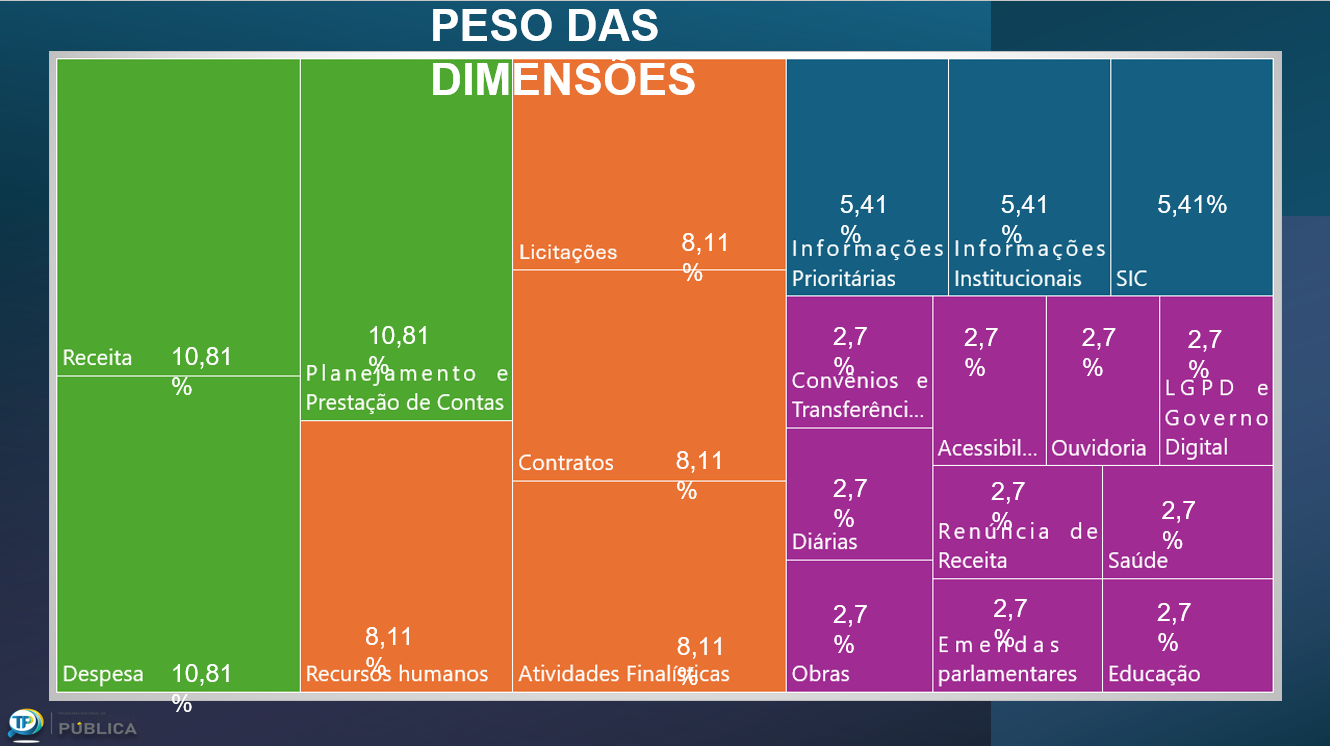 PESO DAS
DIMENSÕES
Receita
10,81
%
Despesa
10,81
%
10,81
%
Planejamento e
Prestação de Contas
8,11
%
Recursos humanos
Licitações
8,11
%
Contratos
8,11
%
8,11
%
Atividades Finalísticas
5,41
%
Informações
Prioritárias
5,41
%
Informações
Institucionais
5,41%
SIC
2,7
%
Convênios e
Transferênci...
2,7
%
Acessibil...
2,7
%
Ouvidoria
2,7
%
LGPD e
Governo
Digital
2,7
%
Diárias
2,7
%
Renúncia de
Receita
2,7
%
Saúde
2,7
%
Obras
2,7
%
Emendas
parlamentares
2,7
%
Educação
TP
PÚBLICA